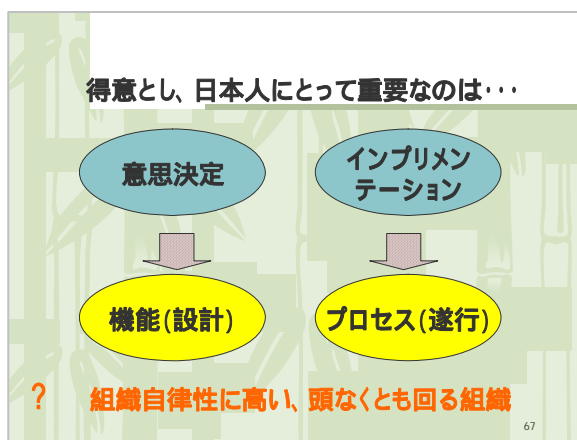 得意とし、日本人にとって重要なのは･･･
意思決定
インプリメン
テーション
機能(設計)
プロセス(遂行)
? 組織自律性に高い、頭なくとも回る組織
67